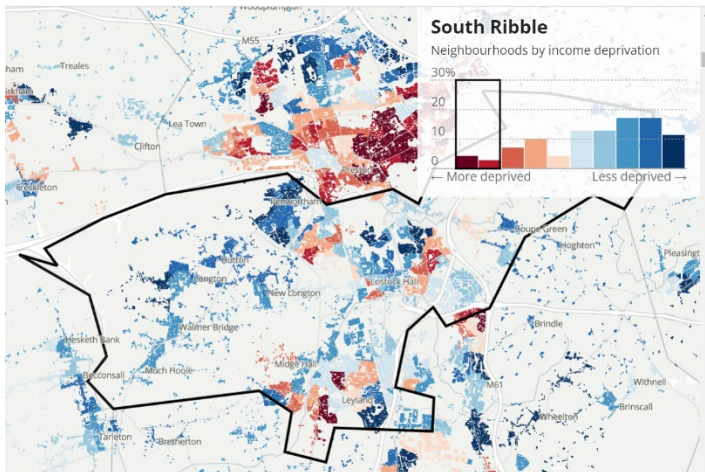 Woodplumpton
South Ribble
Neighbourhoods by income deprivation
30%
20
10
0
← More deprived
Less deprived →
M55
Treales
Lea Town
Clifton
Preston
Freckleton
Penwortham
Coupe Green
Hoghton
Pleasington
Hutton
Longton
New Longton
Lostock Hall
Walmer Bridge
Brindle
Hesketh Bank
Becconsall
Much Hoole
Midge Hall
Leyland
M61
Withnell
Brinscall
Wheelton
Tarleton
Bretherton